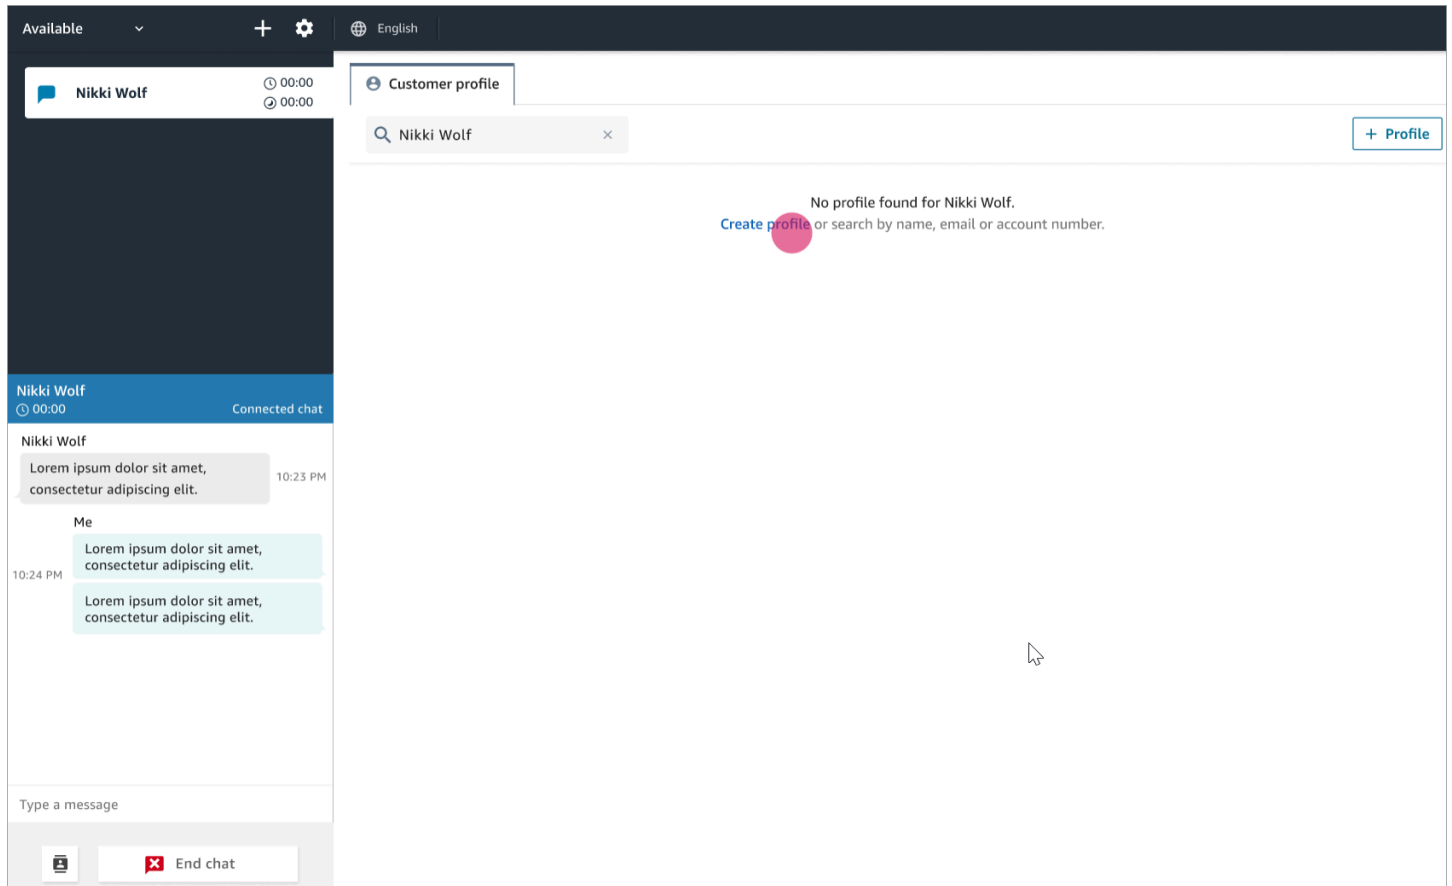 Available
English
Nikki Wolf
00:00
00:00
Customer profile
Nikki Wolf
+ Profile
No profile found for Nikki Wolf.
Create profile or search by name, email or account number.
Nikki Wolf
00:00
Connected chat
Nikki Wolf
Lorem ipsum dolor sit amet,
consectetur adipiscing elit.
10:23 PM
Me
Lorem ipsum dolor sit amet,
consectetur adipiscing elit.
10:24 PM
Lorem ipsum dolor sit amet,
consectetur adipiscing elit.
Type a message
End chat